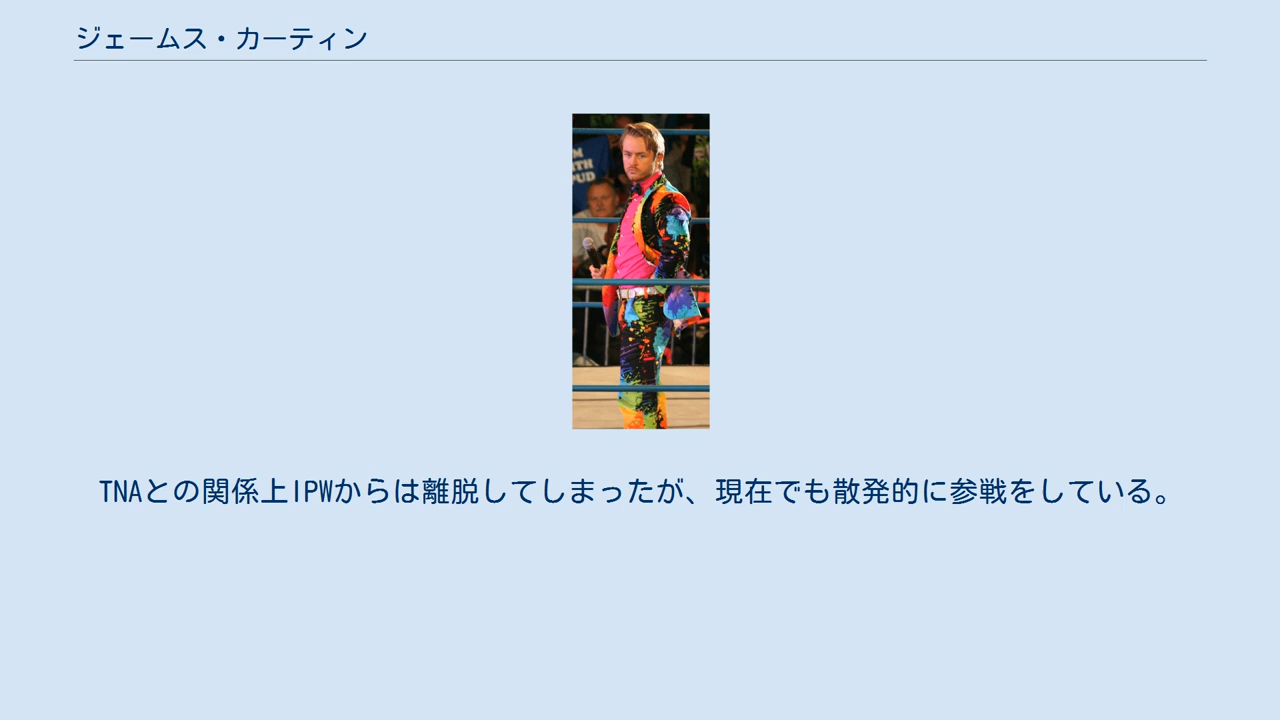 ジェームス・カーティン
M
ITH
PUD
TNAとの関係上IPWからは離脱してしまったが、現在でも散発的に参戦をしている。